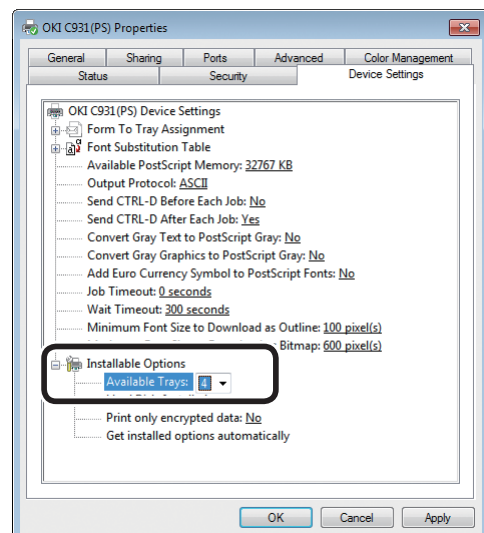 OKI C931(PS) Properties
General Sharing Ports Advanced Color Management
Status Security Device Settings
OKI C931(PS) Device Settings
Form To Tray Assignment
Font Substitution Table
Available PostScript Memory: 32767 KB
Output Protocol: ASCII
Send CTRL-D Before Each Job: No
Send CTRL-D After Each Job: Yes
Convert Gray Text to PostScript Gray: No
Convert Gray Graphics to PostScript Gray: No
Add Euro Currency Symbol to PostScript Fonts: No
Job Timeout: 0 seconds
Wait Timeout: 300 seconds
Minimum Font Size to Download as Outline: 100 pixel(s)
Bitmap: 600 pixel(s)
Installable Options
Available Trays: 4
Print only encrypted data: No
Get installed options automatically
OK Cancel Apply